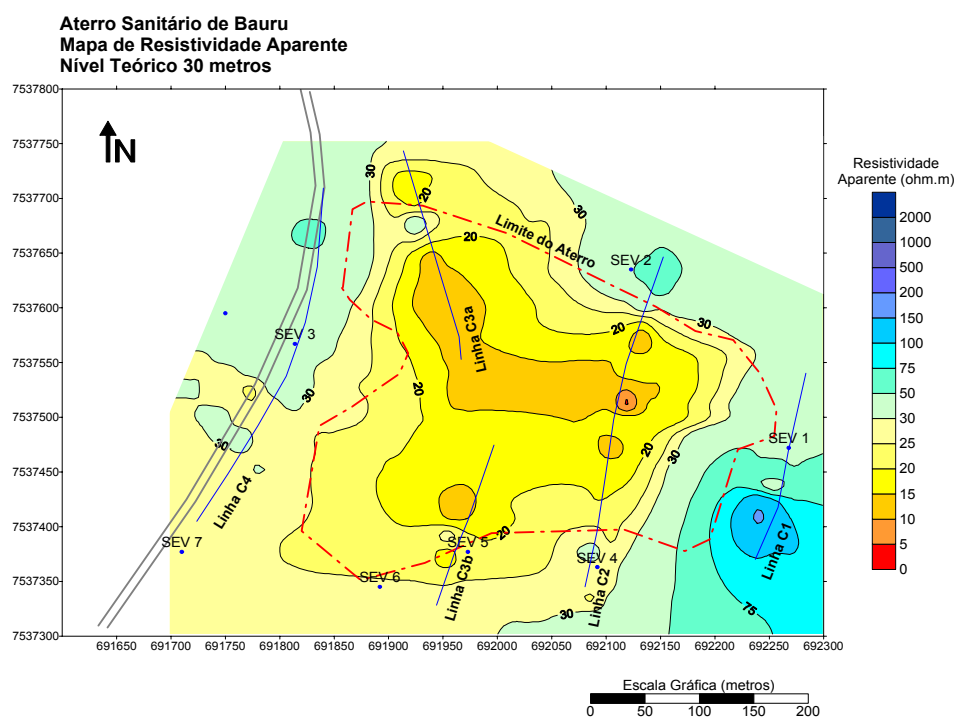 Aterro Sanitário de Bauru
Mapa de Resistividade Aparente
Nível Teórico 30 metros
7537800
7537750
7537700
7537650
7537600
7537550
7537500
7537450
7537400
7537350
7537300
N
30
20
30
20
Limite do Aterro
SEV 2
SEV 3
Linha C3a
20
30
30
20
30
20
30
SEV 1
Linha C4
SEV 7
20
SEV 5
SEV 4
SEV 6
Linha C3b
Linha C2
Linha C1
30
75
691650
691700
691750
691800
691850
691900
691950
692000
692050
692100
692150
692200
692250
692300
Resistividade
Aparente (ohm.m)
2000
1000
500
200
150
100
75
50
30
25
20
15
10
5
0
Escala Gráfica (metros)
0 50 100 150 200